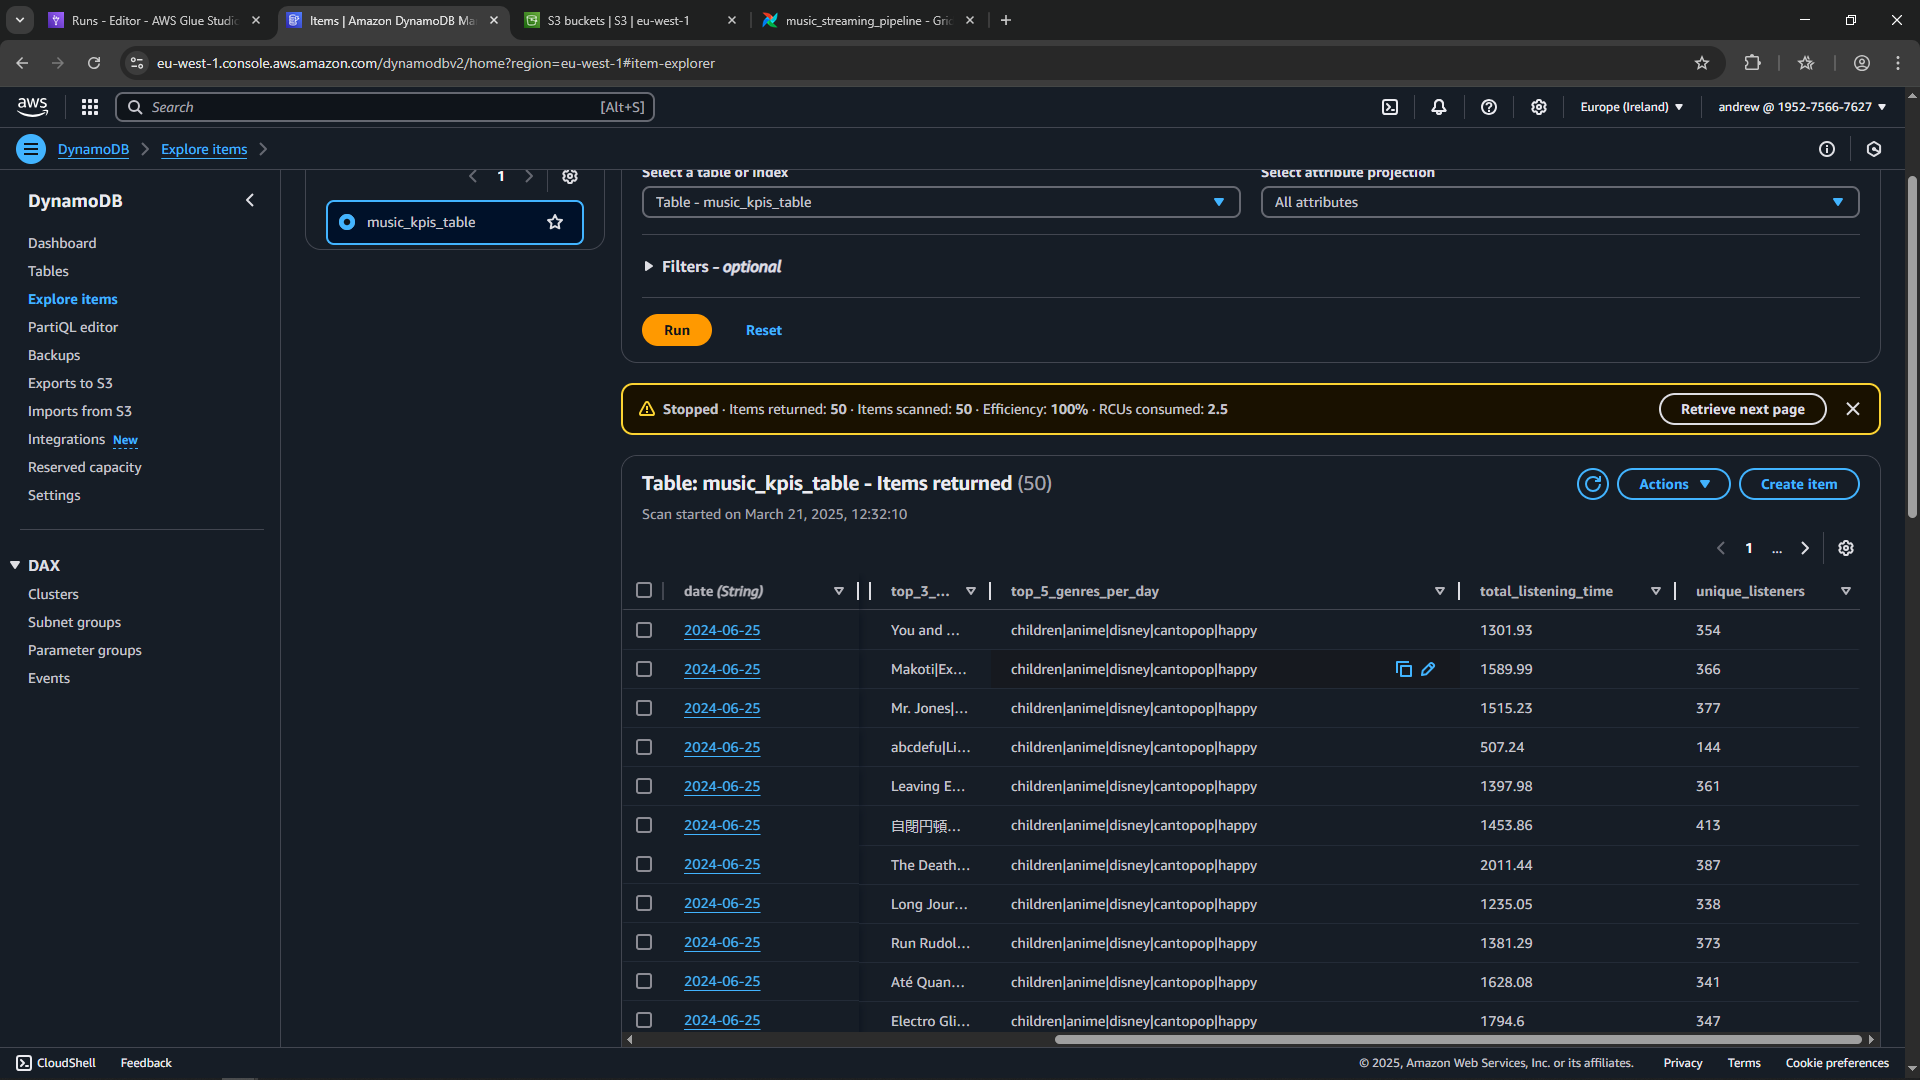 Runs - Editor - AWS Glue Studio
Items | Amazon DynamoDB Ma
S3 buckets | S3 | eu-west-1
music_streaming_pipeline - Gric
eu-west-1.console.aws.amazon.com/dynamodbv2/home?region=eu-west-1#item-explorer
aws
Search
[Alt+S]
Europe (Ireland)
andrew @ 1952-7566-7627
DynamoDB
Explore items
DynamoDB
Dashboard
Tables
Explore items
PartiQL editor
Backups
Exports to S3
Imports from S3
Integrations New
Reserved capacity
Settings
DAX
Clusters
Subnet groups
Parameter groups
Events
1
music_kpis_table
Select a table or index
Table - music_kpis_table
Select attribute projection
All attributes
Filters - optional
Run
Reset
Stopped · Items returned: 50 · Items scanned: 50 · Efficiency: 100% · RCUs consumed: 2.5
Retrieve next page
Table: music_kpis_table - Items returned (50)
Scan started on March 21, 2025, 12:32:10
Actions
Create item
1 ...
date (String) top_3_... top_5_genres_per_day total_listening_time unique_listeners
2024-06-25 You and ... children|anime|disney|cantopop|happy 1301.93 354
2024-06-25 Makoti|Ex... children|anime|disney|cantopop|happy 1589.99 366
2024-06-25 Mr. Jones|... children|anime|disney|cantopop|happy 1515.23 377
2024-06-25 abcdefu|Li... children|anime|disney|cantopop|happy 507.24 144
2024-06-25 Leaving E... children|anime|disney|cantopop|happy 1397.98 361
2024-06-25 自閉円頓... children|anime|disney|cantopop|happy 1453.86 413
2024-06-25 The Death... children|anime|disney|cantopop|happy 2011.44 387
2024-06-25 Long Jour... children|anime|disney|cantopop|happy 1235.05 338
2024-06-25 Run Rudol... children|anime|disney|cantopop|happy 1381.29 373
2024-06-25 Até Quan... children|anime|disney|cantopop|happy 1628.08 341
2024-06-25 Electro Gli... children|anime|disney|cantopop|happy 1794.6 347
CloudShell
Feedback
© 2025, Amazon Web Services, Inc. or its affiliates.
Privacy
Terms
Cookie preferences